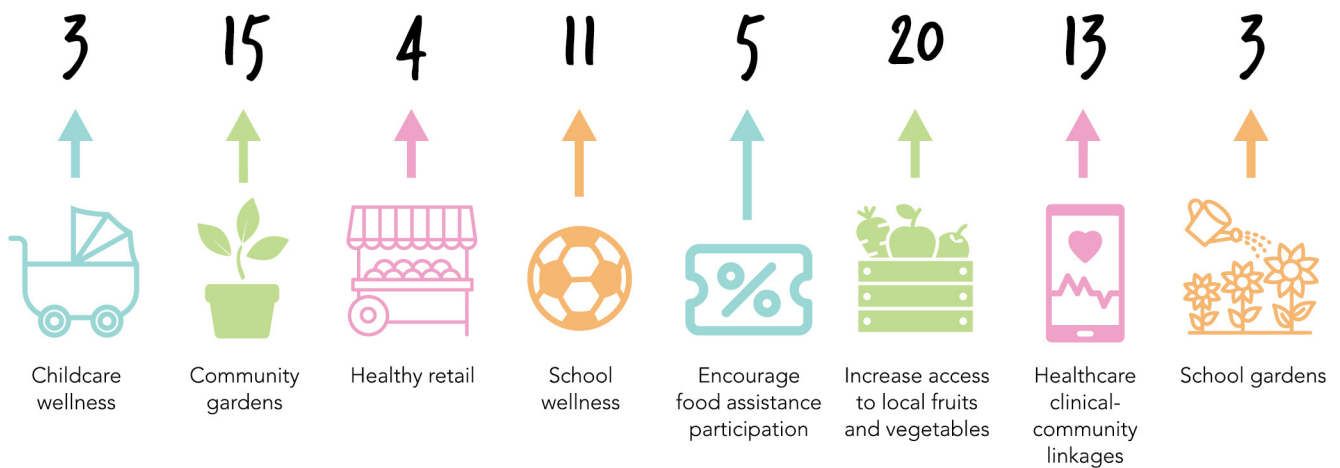 3
15
4
11
5
20
13
3
Childcare
wellness
Community
gardens
Healthy retail
School
wellness
Encourage
food assistance
participation
Increase access
to local fruits
and vegetables
Healthcare
clinical-
community
linkages
School gardens